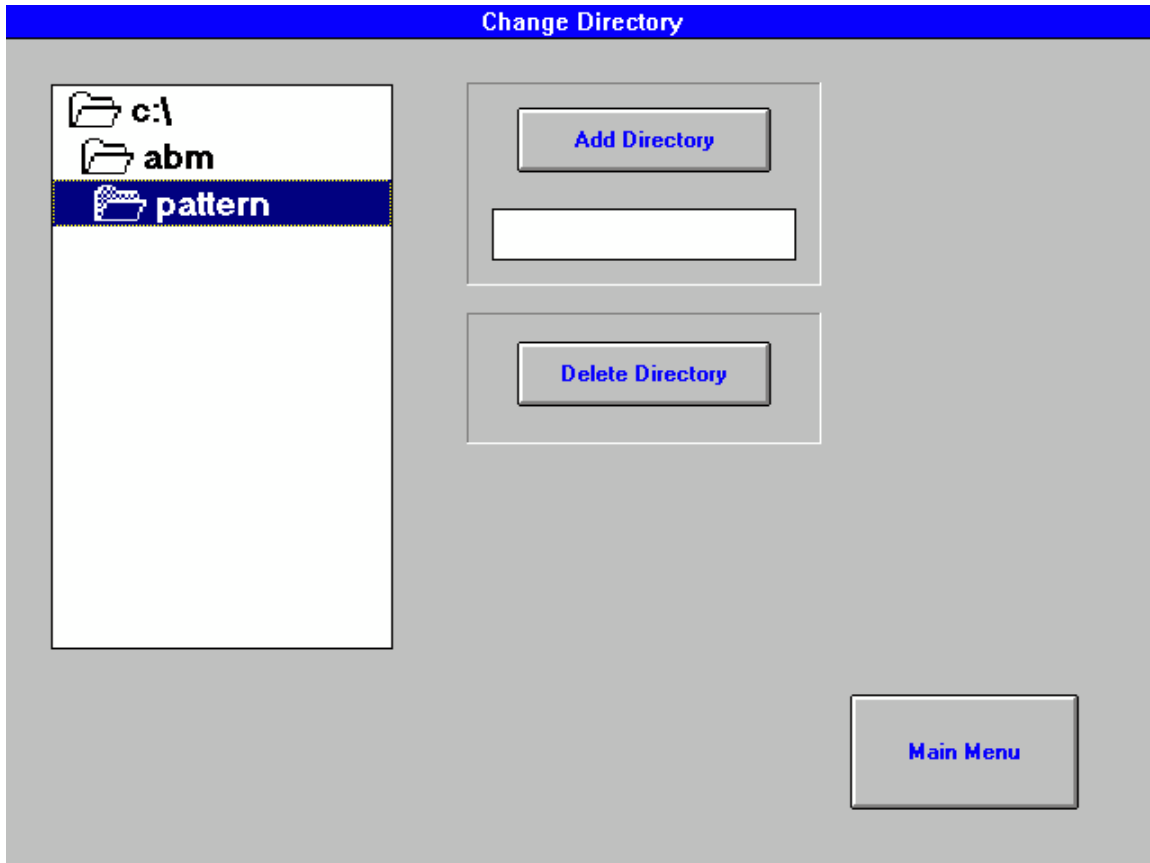 Change Directory
c:\
abm
pattern
Add Directory
Delete Directory
Main Menu